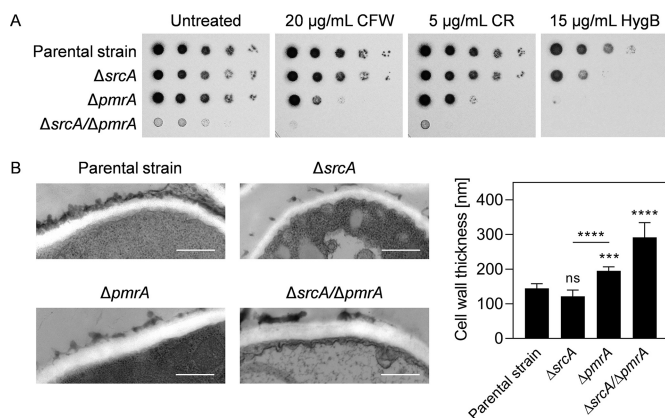 A
Untreated
20 µg/mL CFW
5 µg/mL CR
15 µg/mL HygB
Parental strain
ΔsrcA
ΔpmrA
ΔsrcA/ΔpmrA
B
Parental strain
ΔsrcA
ΔpmrA
ΔsrcA/ΔpmrA
Cell wall thickness [nm]
400
300
200
100
0
ns
****
***
****
Parental strain
ΔsrcA
ΔpmrA
ΔsrcA/ΔpmrA